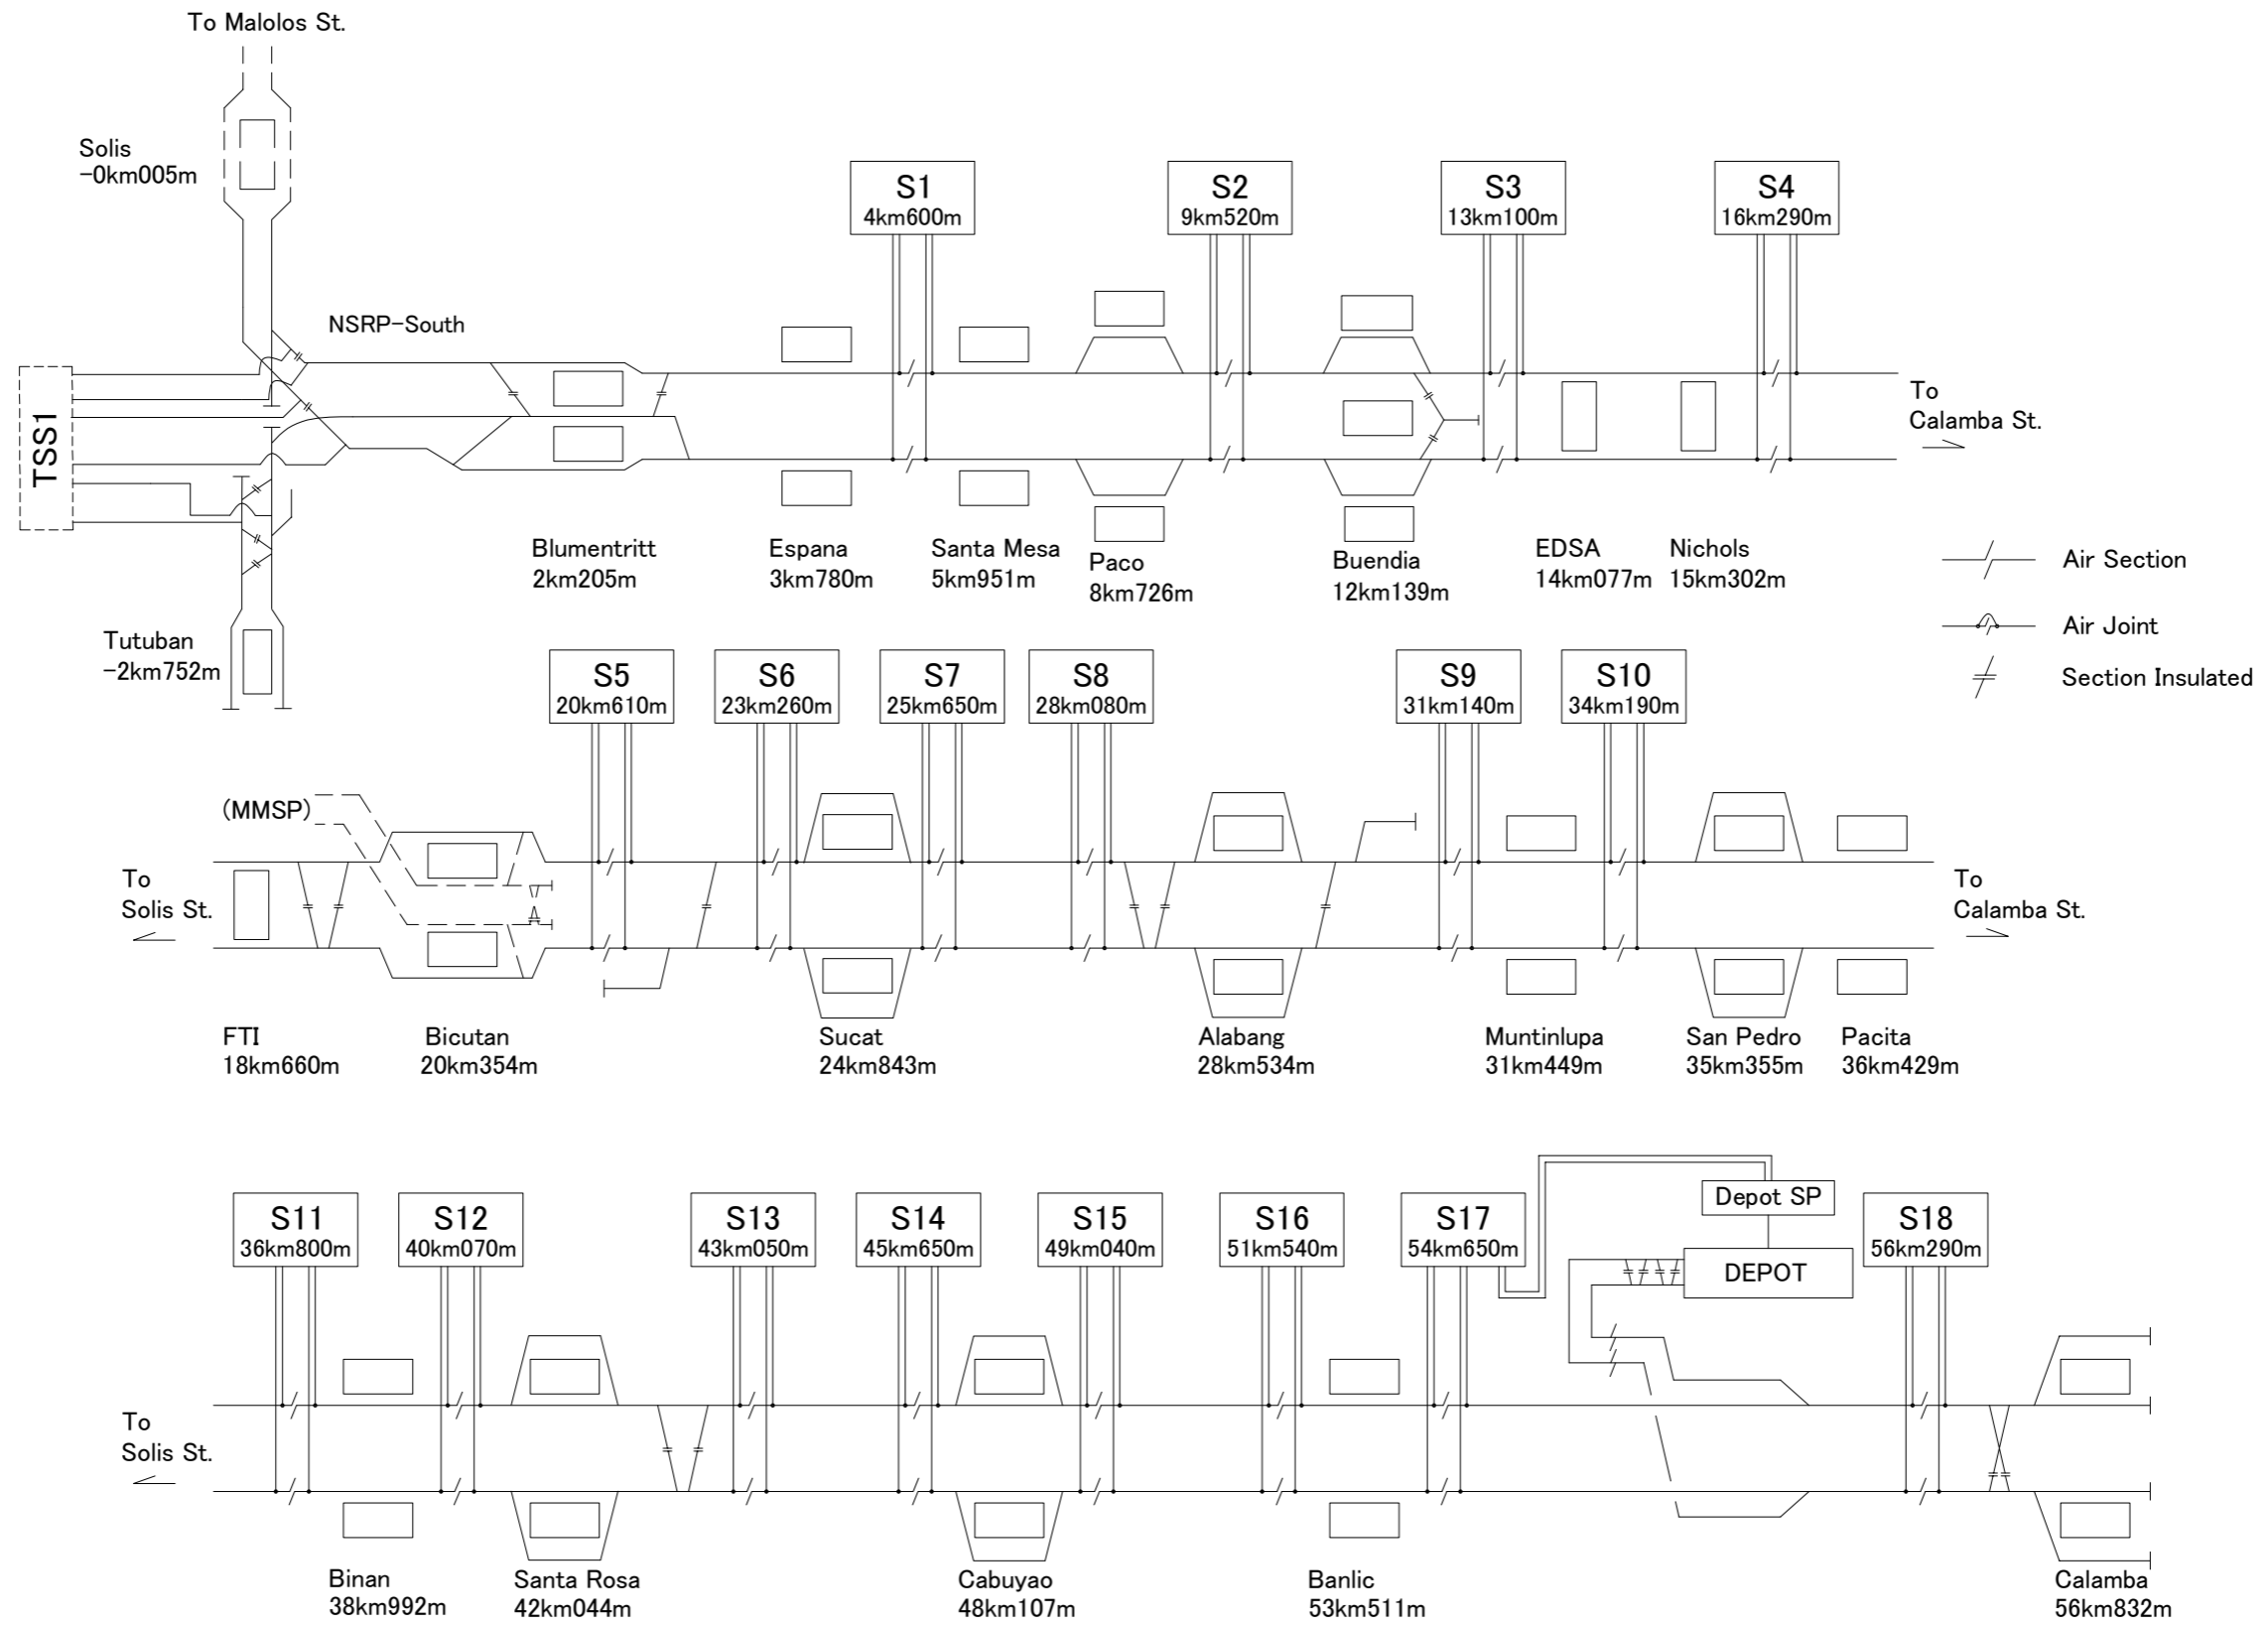 To Malolos St.
Solis
-0km005m
NSRP-South
TSS1
Tutuban
-2km752m
S1
4km600m
S2
9km520m
S3
13km100m
S4
16km290m
To
Calamba St.
Blumentritt
2km205m
Espana
3km780m
Santa Mesa
5km951m
Paco
8km726m
Buendia
12km139m
EDSA
14km077m
Nichols
15km302m
Air Section
Air Joint
Section Insulated
S5
20km610m
S6
23km260m
S7
25km650m
S8
28km080m
S9
31km140m
S10
34km190m
(MMSP)
To
Solis St.
To
Calamba St.
FTI
18km660m
Bicutan
20km354m
Sucat
24km843m
Alabang
28km534m
Muntinlupa
31km449m
San Pedro
35km355m
Pacita
36km429m
S11
36km800m
S12
40km070m
S13
43km050m
S14
45km650m
S15
49km040m
S16
51km540m
S17
54km650m
Depot SP
DEPOT
S18
56km290m
To
Solis St.
Binan
38km992m
Santa Rosa
42km044m
Cabuyao
48km107m
Banlic
53km511m
Calamba
56km832m